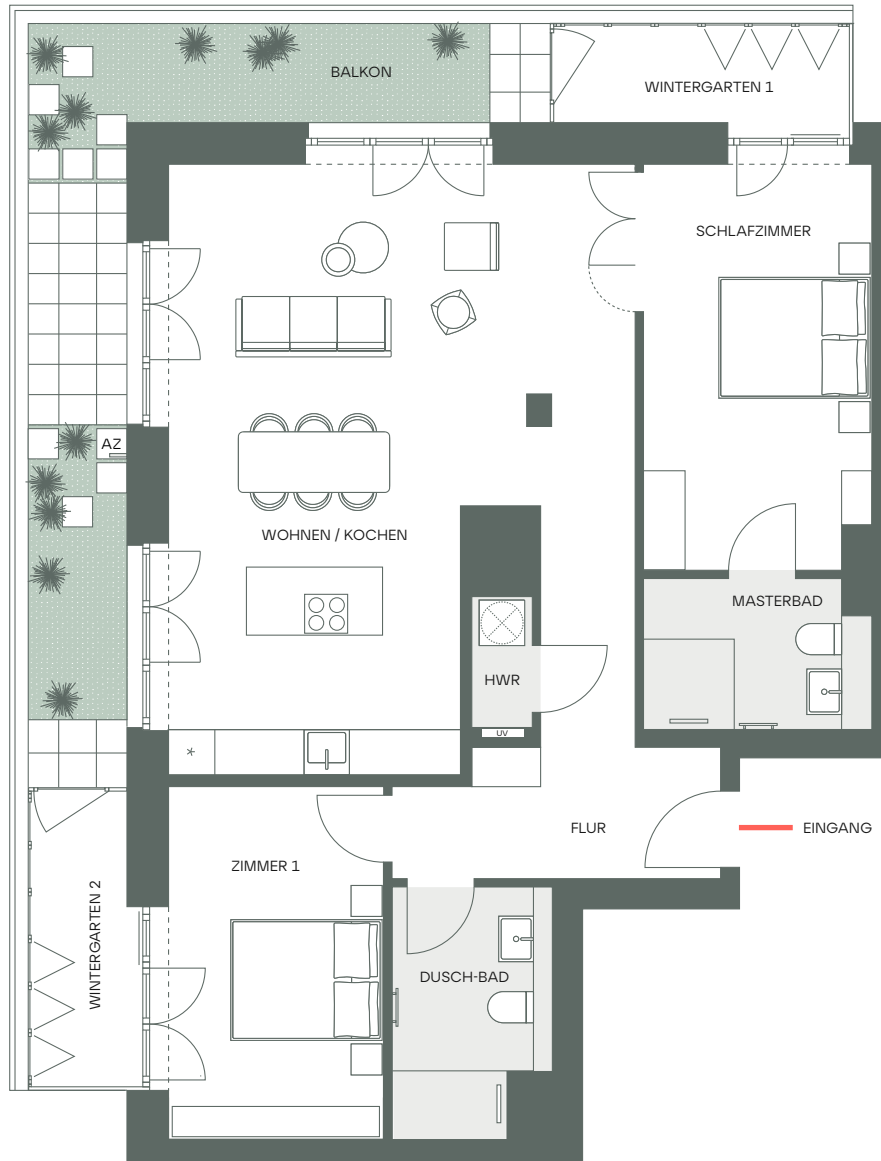 BALKON
WINTERGARTEN 1
SCHLAFZIMMER
AZ
WOHNEN / KOCHEN
MASTERBAD
HWR
UV
*
FLUR
EINGANG
ZIMMER 1
WINTERGARTEN 2
DUSCH-BAD